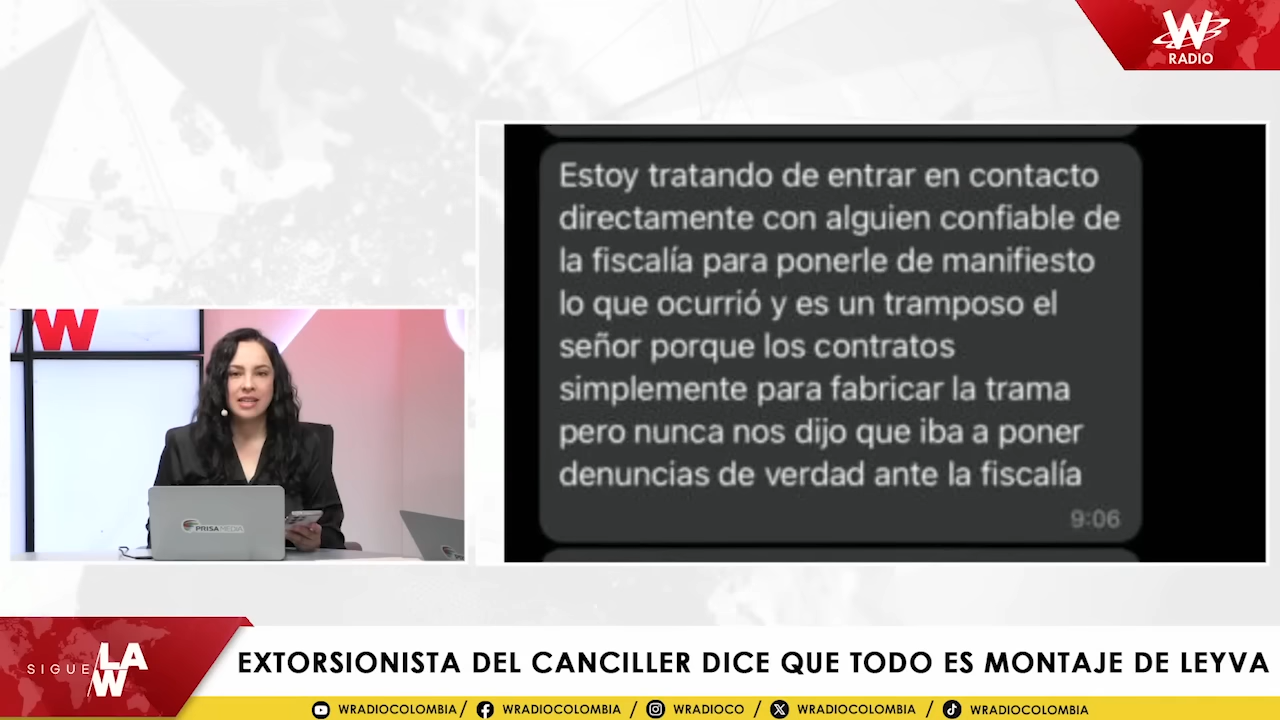 W
RADIO
Estoy tratando de entrar en contacto
directamente con alguien confiable de
la fiscalía para ponerle de manifiesto
lo que ocurrió y es un tramposo el
señor porque los contratos
simplemente para fabricar la trama
pero nunca nos dijo que iba a poner
denuncias de verdad ante la fiscalía
9:06
W
PRISA MEDIA
SIGUE LA W
EXTORSIONISTA DEL CANCILLER DICE QUE TODO ES MONTAJE DE LEYVA
WRADIOCOLOMBIA / WRADIOCOLOMBIA / WRADIOCO / WRADIOCOLOMBIA / WRADIOCOLOMBIA